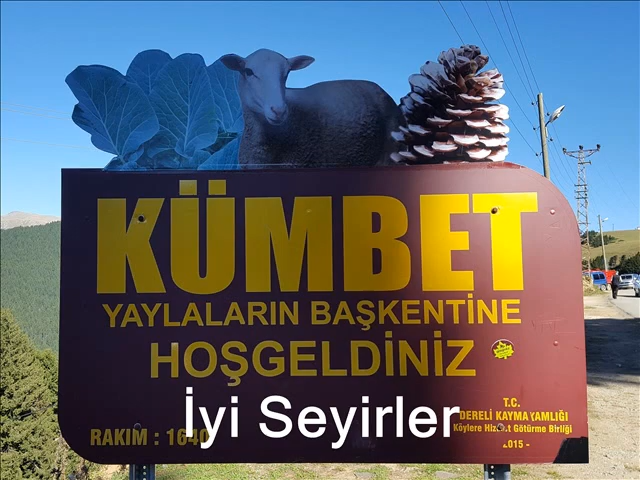 KÜMBET
YAYLALARIN BAŞKENTİNE
HOŞGELDİNİZ
İyi Seyirler
RAKIM : 1640
T.C.
DERELİ KAYMAKAMLIĞI
Köylere Hizmet Götürme Birliği
2015 -